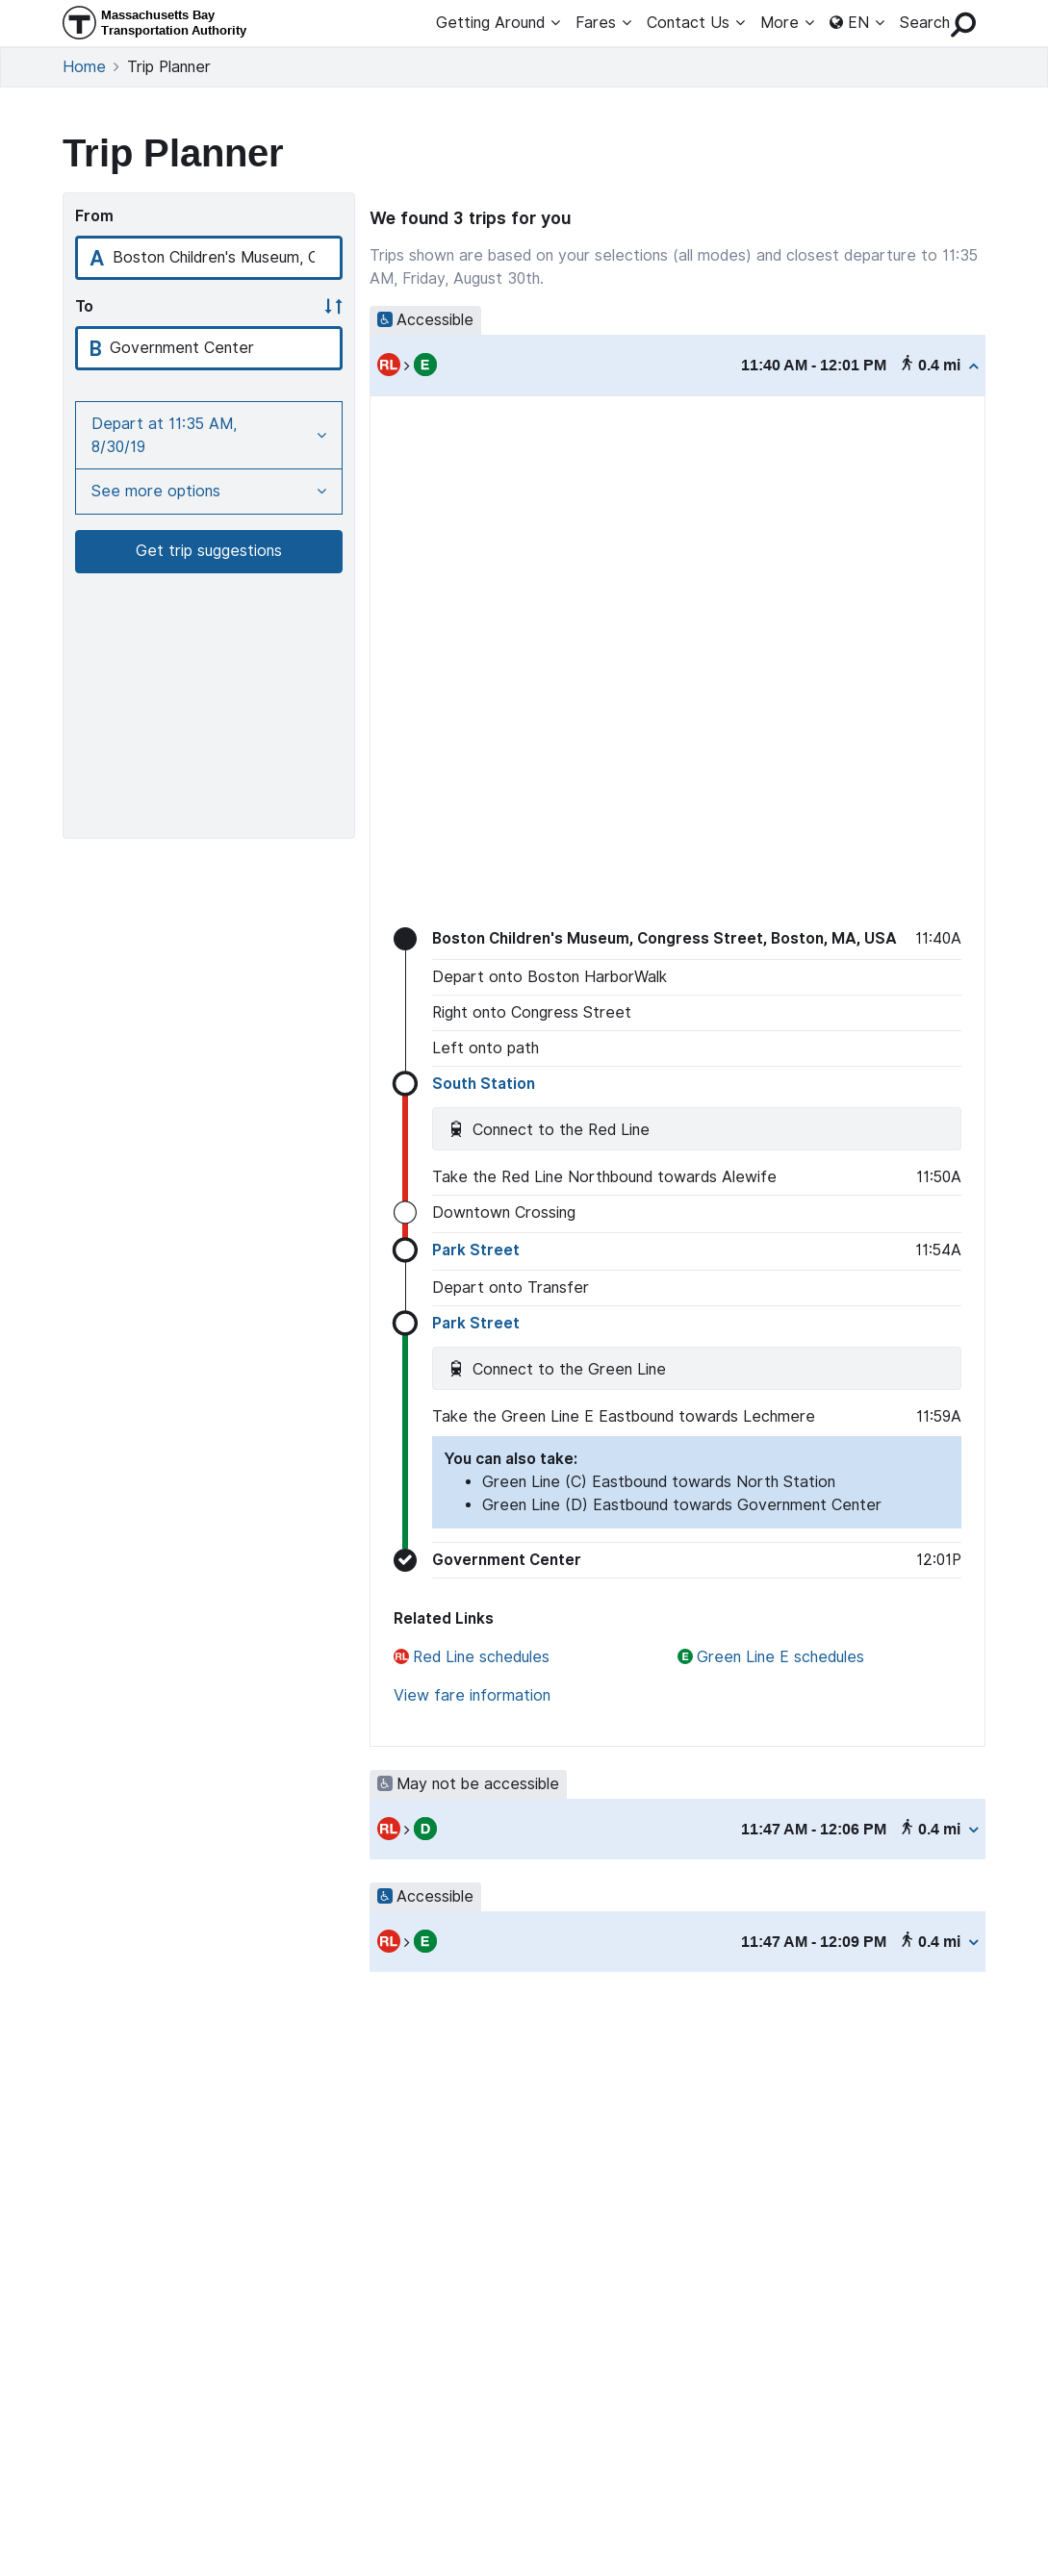 T
Massachusetts Bay
Transportation Authority
Getting Around
Fares
Contact Us
More
EN
Search
Home
Trip Planner
Trip Planner
From
A Boston Children's Museum, C
To
B Government Center
Depart at 11:35 AM,
8/30/19
See more options
Get trip suggestions
We found 3 trips for you
Trips shown are based on your selections (all modes) and closest departure to 11:35
AM, Friday, August 30th.
Accessible
RL E 11:40 AM - 12:01 PM 0.4 mi
Boston Children's Museum, Congress Street, Boston, MA, USA 11:40A
Depart onto Boston HarborWalk
Right onto Congress Street
Left onto path
South Station
Connect to the Red Line
Take the Red Line Northbound towards Alewife 11:50A
Downtown Crossing
Park Street 11:54A
Depart onto Transfer
Park Street
Connect to the Green Line
Take the Green Line E Eastbound towards Lechmere 11:59A
You can also take:
• Green Line (C) Eastbound towards North Station
• Green Line (D) Eastbound towards Government Center
Government Center 12:01P
Related Links
RL Red Line schedules
E Green Line E schedules
View fare information
May not be accessible
RL D 11:47 AM - 12:06 PM 0.4 mi
Accessible
RL E 11:47 AM - 12:09 PM 0.4 mi